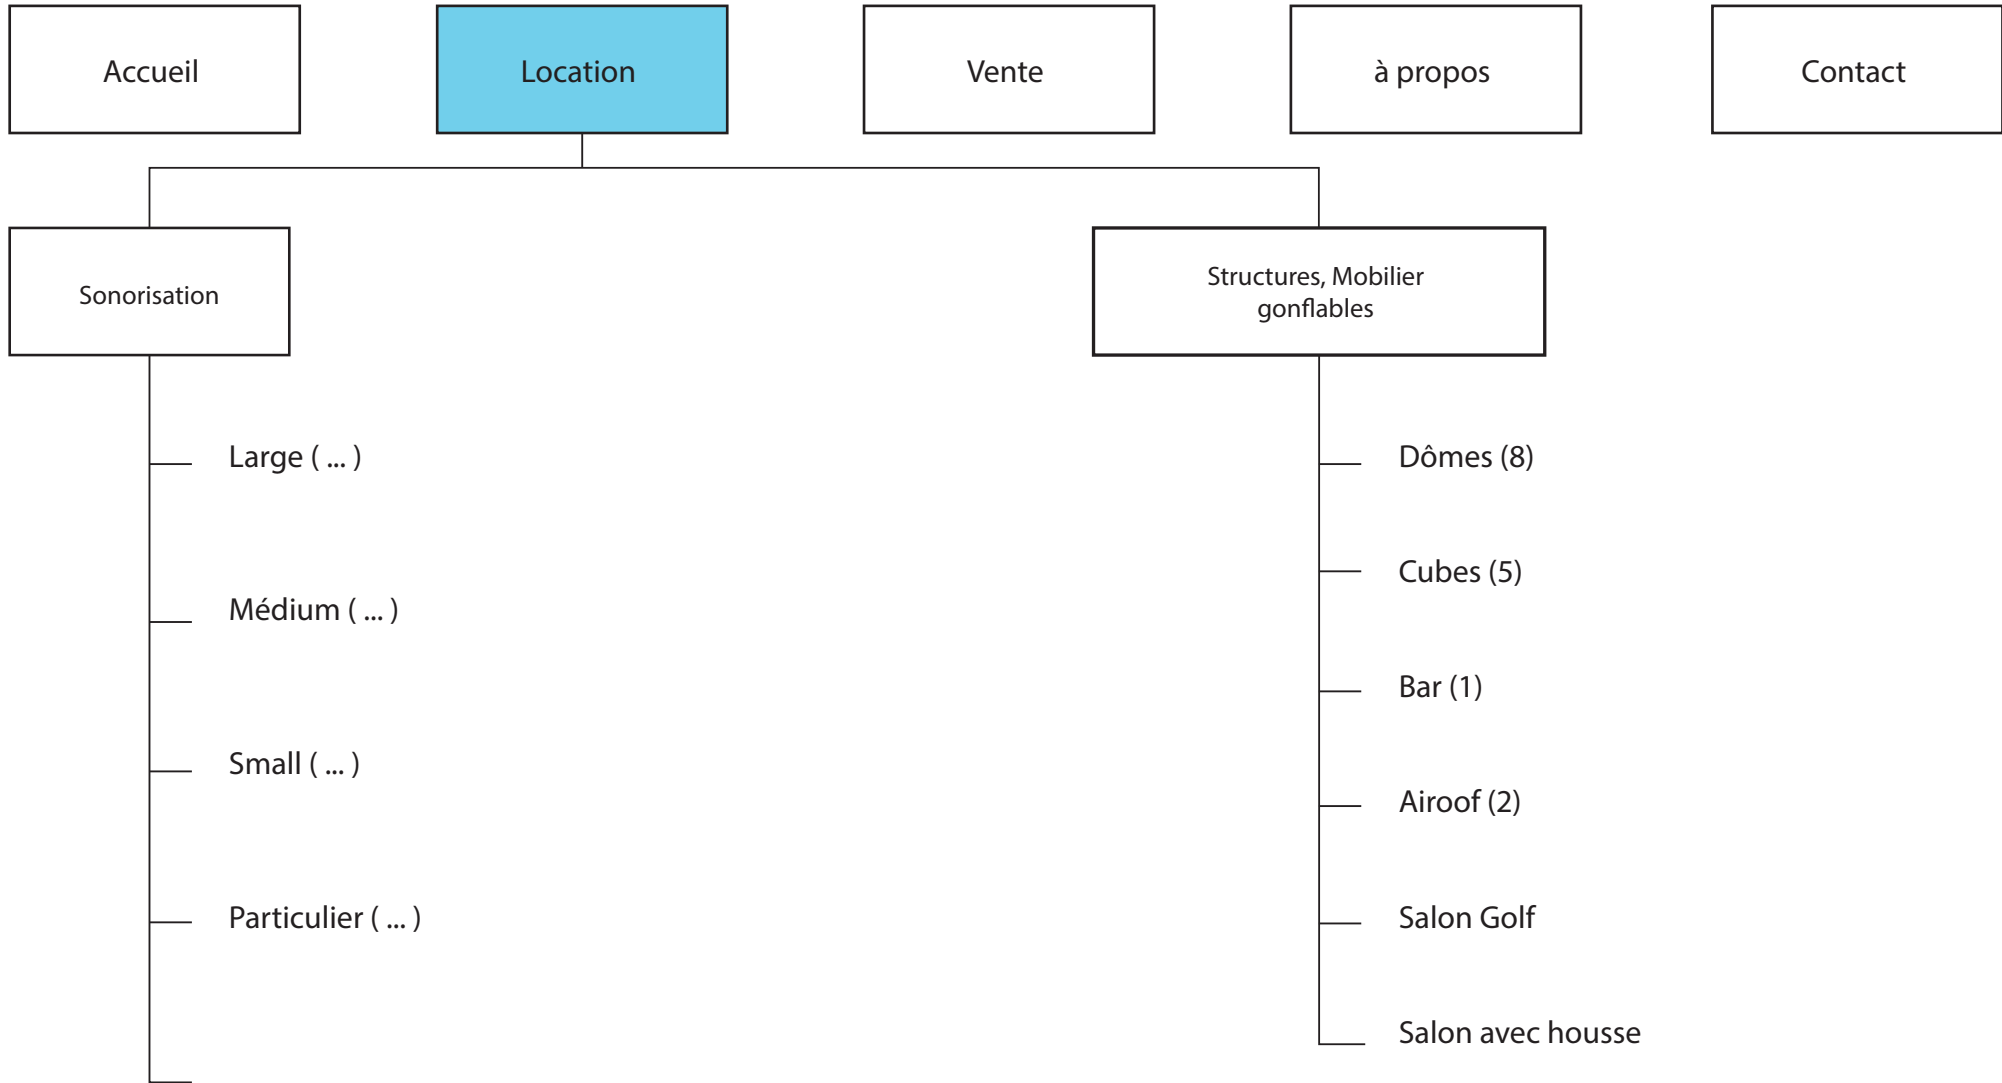 Accueil
Location
Vente
à propos
Contact
Sonorisation
Structures, Mobilier
gonflables
Large ( ... )
Médium ( ... )
Small ( ... )
Particulier ( ... )
Dômes (8)
Cubes (5)
Bar (1)
Airoof (2)
Salon Golf
Salon avec housse